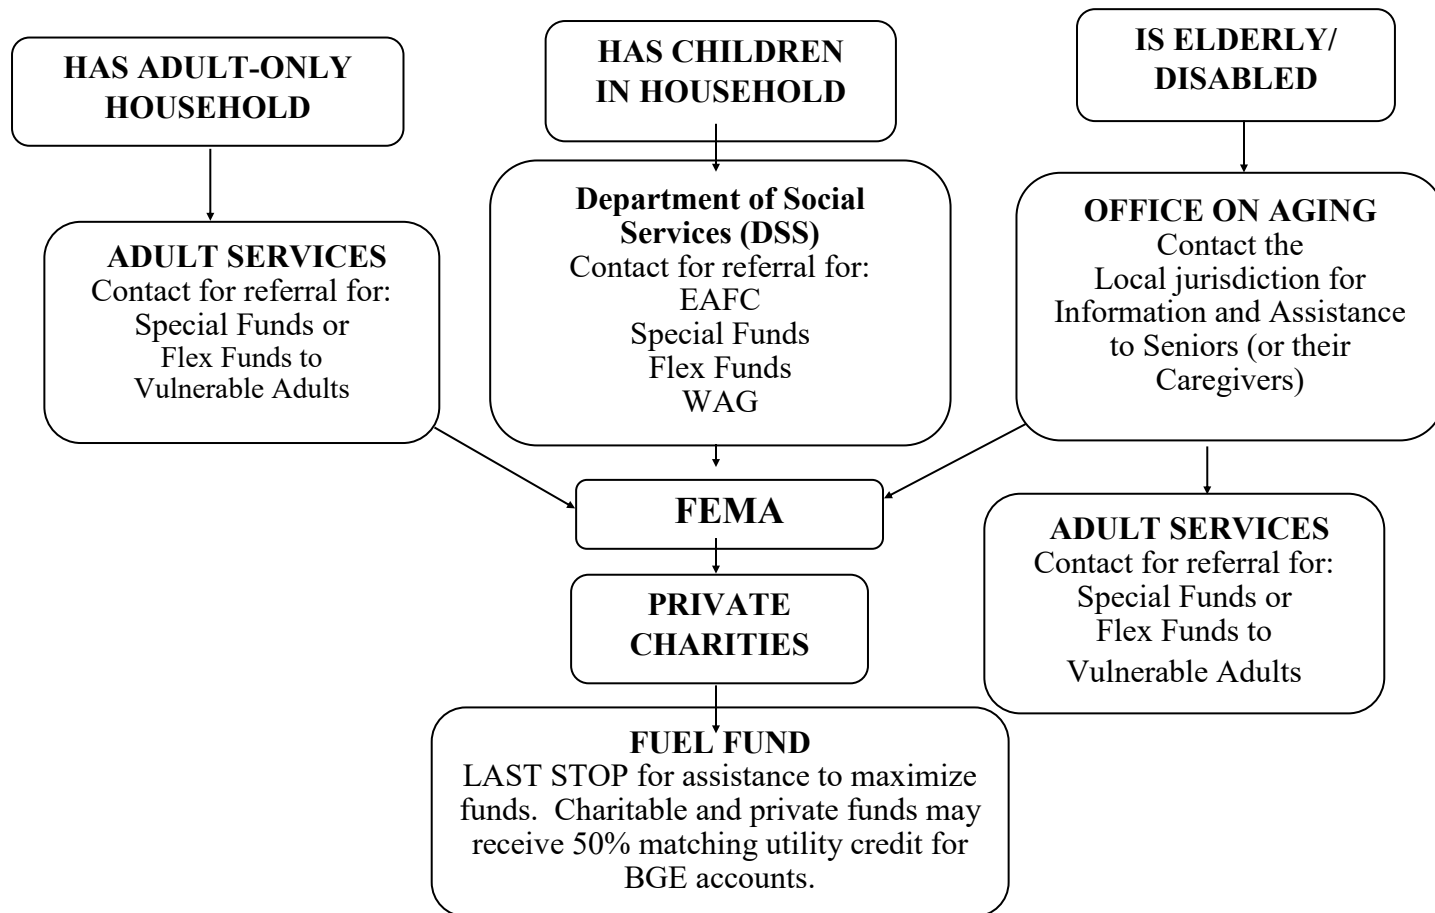 HAS ADULT-ONLY
HOUSEHOLD
HAS CHILDREN
IN HOUSEHOLD
IS ELDERLY/
DISABLED
ADULT SERVICES
Contact for referral for:
Special Funds or
Flex Funds to
Vulnerable Adults
Department of Social
Services (DSS)
Contact for referral for:
EAFC
Special Funds
Flex Funds
WAG
OFFICE ON AGING
Contact the
Local jurisdiction for
Information and Assistance
to Seniors (or their
Caregivers)
FEMA
ADULT SERVICES
Contact for referral for:
Special Funds or
Flex Funds to
Vulnerable Adults
PRIVATE
CHARITIES
FUEL FUND
LAST STOP for assistance to maximize
funds.  Charitable and private funds may
receive 50% matching utility credit for
BGE accounts.